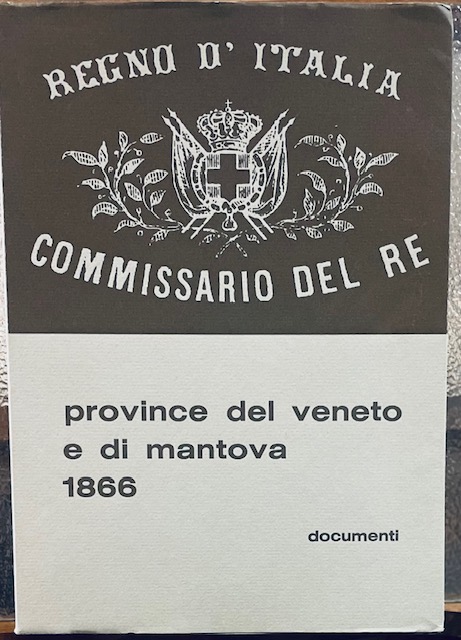 REGNO D' ITALIA
COMMISSARIO DEL RE
province del veneto
e di mantova
1866
documenti